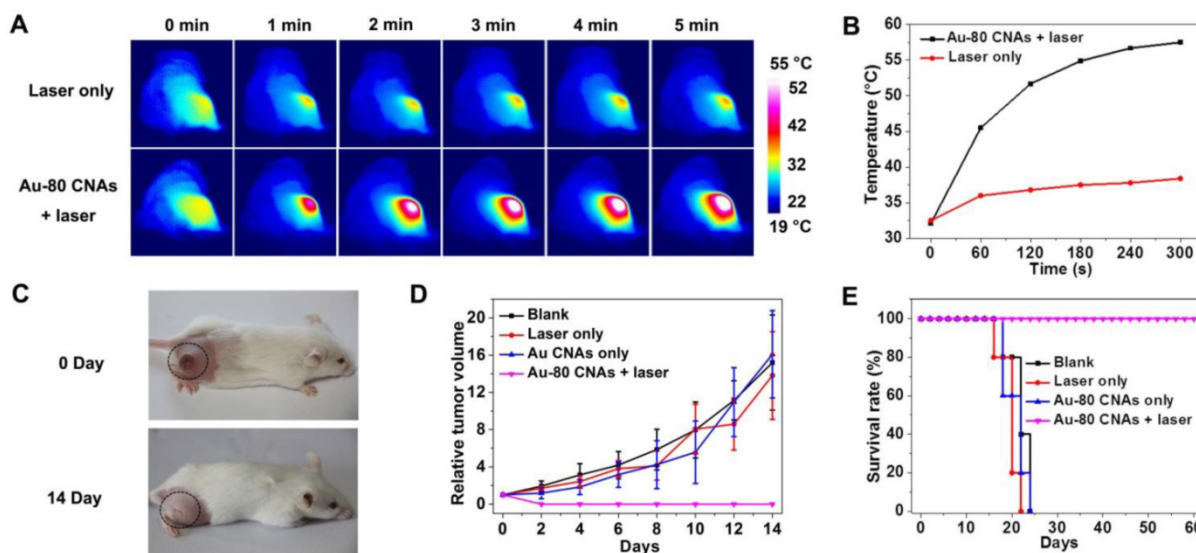 A
0 min 1 min 2 min 3 min 4 min 5 min
Laser only
Au-80 CNAs
+ laser
55 °C
52
42
32
22
19 °C
B
Au-80 CNAs + laser
Laser only
Temperature (°C)
60
55
50
45
40
35
30
0 60 120 180 240 300
Time (s)
C
0 Day
14 Day
D
Blank
Laser only
Au CNAs only
Au-80 CNAs + laser
Relative tumor volume
20
16
12
8
4
0
0 2 4 6 8 10 12 14
Days
E
Blank
Laser only
Au-80 CNAs only
Au-80 CNAs + laser
Survival rate (%)
100
80
60
40
20
0
0 10 20 30 40 50 60
Days